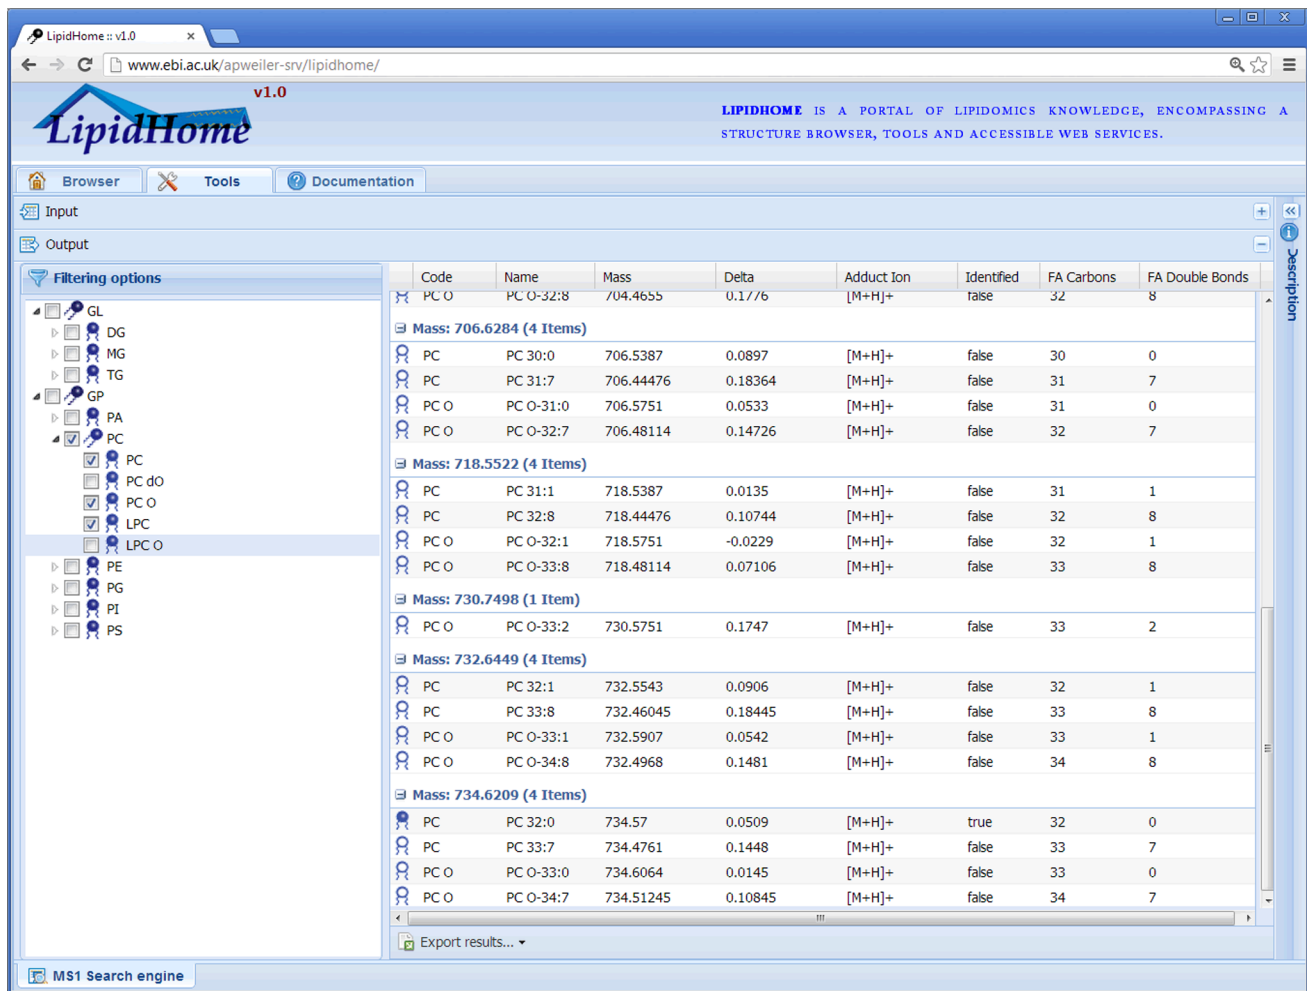 LipidHome :: v1.0
www.ebi.ac.uk/apweiler-srv/lipidhome/
LipidHome v1.0
LIPIDHOME IS A PORTAL OF LIPIDOMICS KNOWLEDGE, ENCOMPASSING A
STRUCTURE BROWSER, TOOLS AND ACCESSIBLE WEB SERVICES.
Browser Tools Documentation
Input
Output
Description
Filtering options
GL
DG
MG
TG
GP
PA
PC
PC
PC dO
PC O
LPC
LPC O
PE
PG
PI
PS
Code Name Mass Delta Adduct Ion Identified FA Carbons FA Double Bonds
PC O PC O-32:8 704.4655 0.1776 [M+H]+ false 32 8
Mass: 706.6284 (4 Items)
PC PC 30:0 706.5387 0.0897 [M+H]+ false 30 0
PC PC 31:7 706.44476 0.18364 [M+H]+ false 31 7
PC O PC O-31:0 706.5751 0.0533 [M+H]+ false 31 0
PC O PC O-32:7 706.48114 0.14726 [M+H]+ false 32 7
Mass: 718.5522 (4 Items)
PC PC 31:1 718.5387 0.0135 [M+H]+ false 31 1
PC PC 32:8 718.44476 0.10744 [M+H]+ false 32 8
PC O PC O-32:1 718.5751 -0.0229 [M+H]+ false 32 1
PC O PC O-33:8 718.48114 0.07106 [M+H]+ false 33 8
Mass: 730.7498 (1 Item)
PC O PC O-33:2 730.5751 0.1747 [M+H]+ false 33 2
Mass: 732.6449 (4 Items)
PC PC 32:1 732.5543 0.0906 [M+H]+ false 32 1
PC PC 33:8 732.46045 0.18445 [M+H]+ false 33 8
PC O PC O-33:1 732.5907 0.0542 [M+H]+ false 33 1
PC O PC O-34:8 732.4968 0.1481 [M+H]+ false 34 8
Mass: 734.6209 (4 Items)
PC PC 32:0 734.57 0.0509 [M+H]+ true 32 0
PC PC 33:7 734.4761 0.1448 [M+H]+ false 33 7
PC O PC O-33:0 734.6064 0.0145 [M+H]+ false 33 0
PC O PC O-34:7 734.51245 0.10845 [M+H]+ false 34 7
Export results...
MS1 Search engine